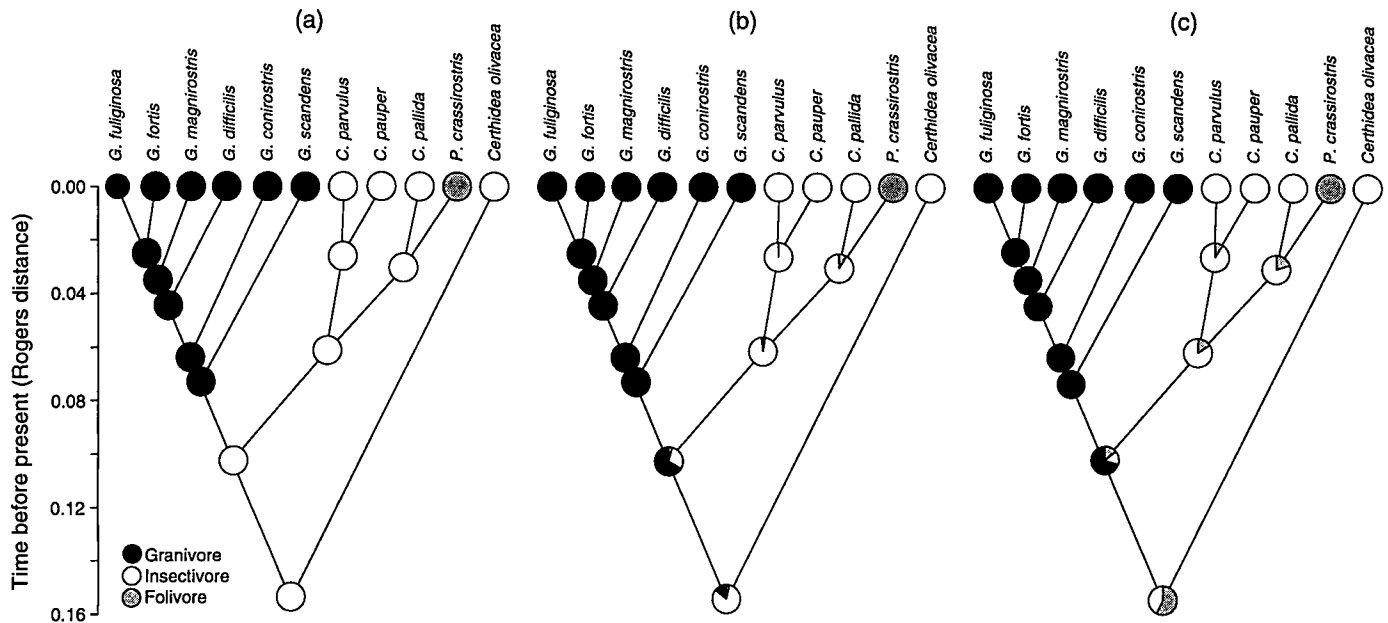 (a)
(b)
(c)
G. fuliginosa
G. fortis
G. magnirostris
G. difficilis
G. conirostris
G. scandens
C. parvulus
C. pauper
C. pallida
P. crassirostris
Certhidea olivacea
G. fuliginosa
G. fortis
G. magnirostris
G. difficilis
G. conirostris
G. scandens
C. parvulus
C. pauper
C. pallida
P. crassirostris
Certhidea olivacea
G. fuliginosa
G. fortis
G. magnirostris
G. difficilis
G. conirostris
G. scandens
C. parvulus
C. pauper
C. pallida
P. crassirostris
Certhidea olivacea
Time before present (Rogers distance)
0.00
0.04
0.08
0.12
0.16
Granivore
Insectivore
Folivore